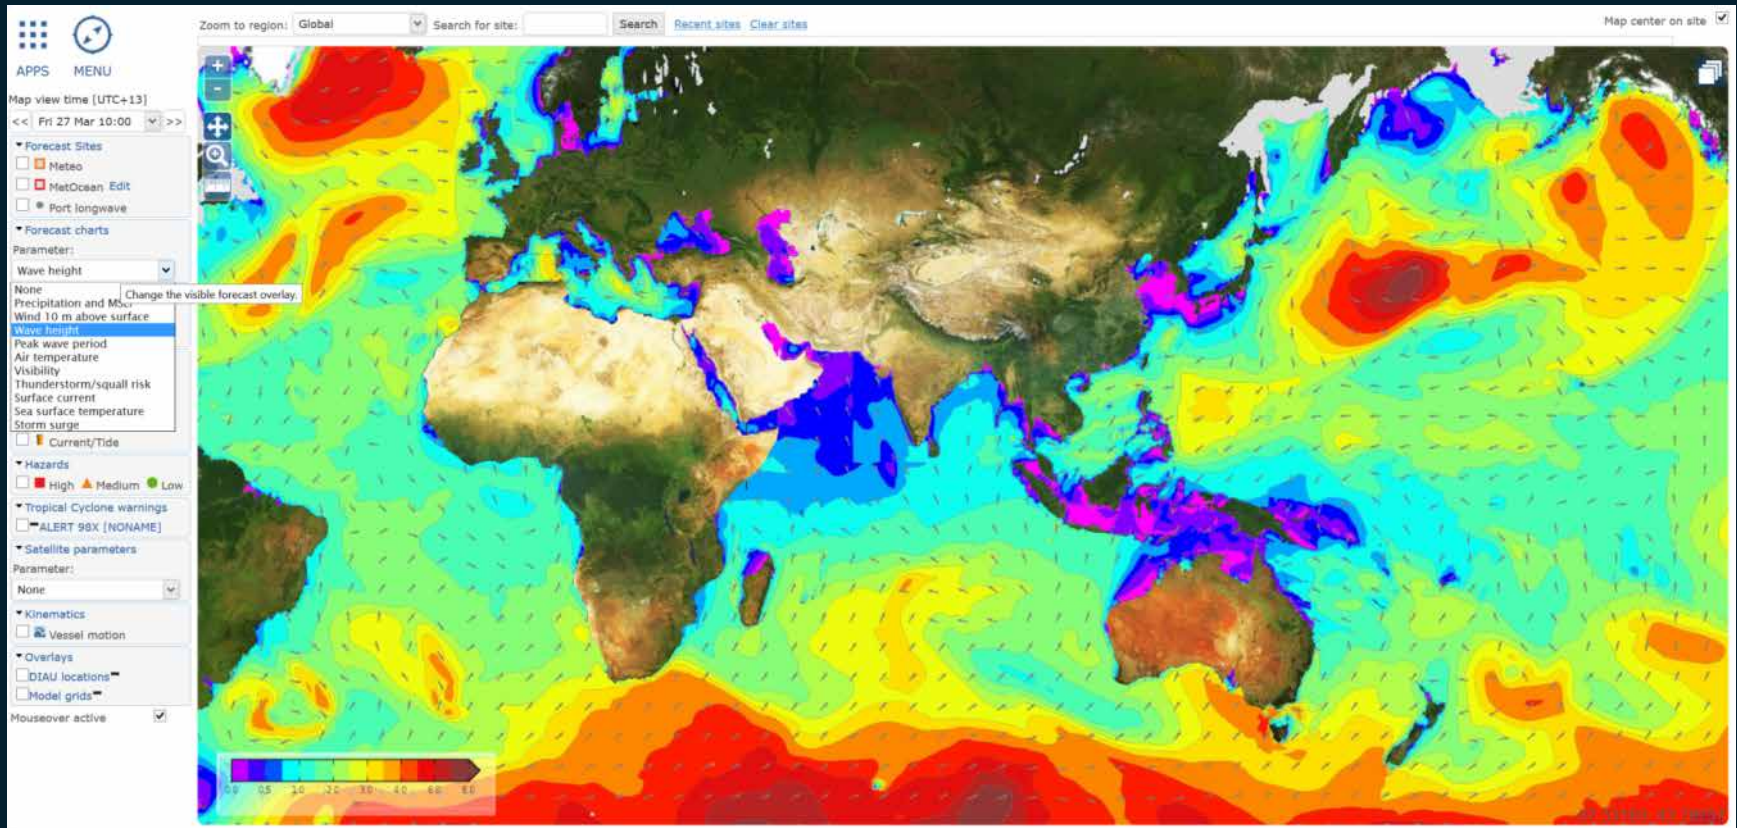 Zoom to region: Global Search for site: Search Recent sites Clear sites
Map center on site
APPS MENU
Map view time [UTC+13]
<< Fri 27 Mar 10:00 >>
Forecast Sites
Meteo
MetOcean Edit
Port longwave
Forecast charts
Parameter:
Wave height
None
Change the visible forecast overlay.
Precipitation and
Wind 10 m above surface
Wave height
Peak wave period
Air temperature
Visibility
Thunderstorm/squall risk
Surface current
Sea surface temperature
Storm surge
Current/Tide
Hazards
High Medium Low
Tropical Cyclone warnings
ALERT 98X [NONAME]
Satellite parameters
Parameter:
None
Kinematics
Vessel motion
Overlays
DIAU locations
Model grids
Mouseover active
0.0 0.5 1.0 2.0 3.0 4.0 6.0 8.0